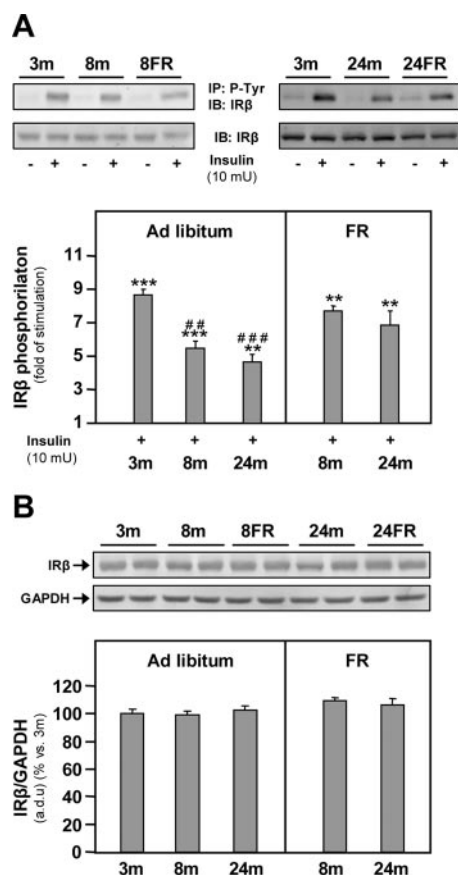 A
3m 8m 8FR 3m 24m 24FR
IP: P-Tyr
IB: IRβ
IB: IRβ
- + - + - + Insulin - + - + - +
(10 mU)
Ad libitum FR
IRβ phosphorilaton
(fold of stimulation)
11
9
7
5
3
1
*** ## *** ### ** ** **
Insulin + + + + +
(10 mU)
3m 8m 24m 8m 24m
B
3m 8m 8FR 24m 24FR
IRβ
GAPDH
Ad libitum FR
IRβ/GAPDH
(a.d.u) (% vs. 3m)
120
100
80
60
40
20
0
3m 8m 24m 8m 24m